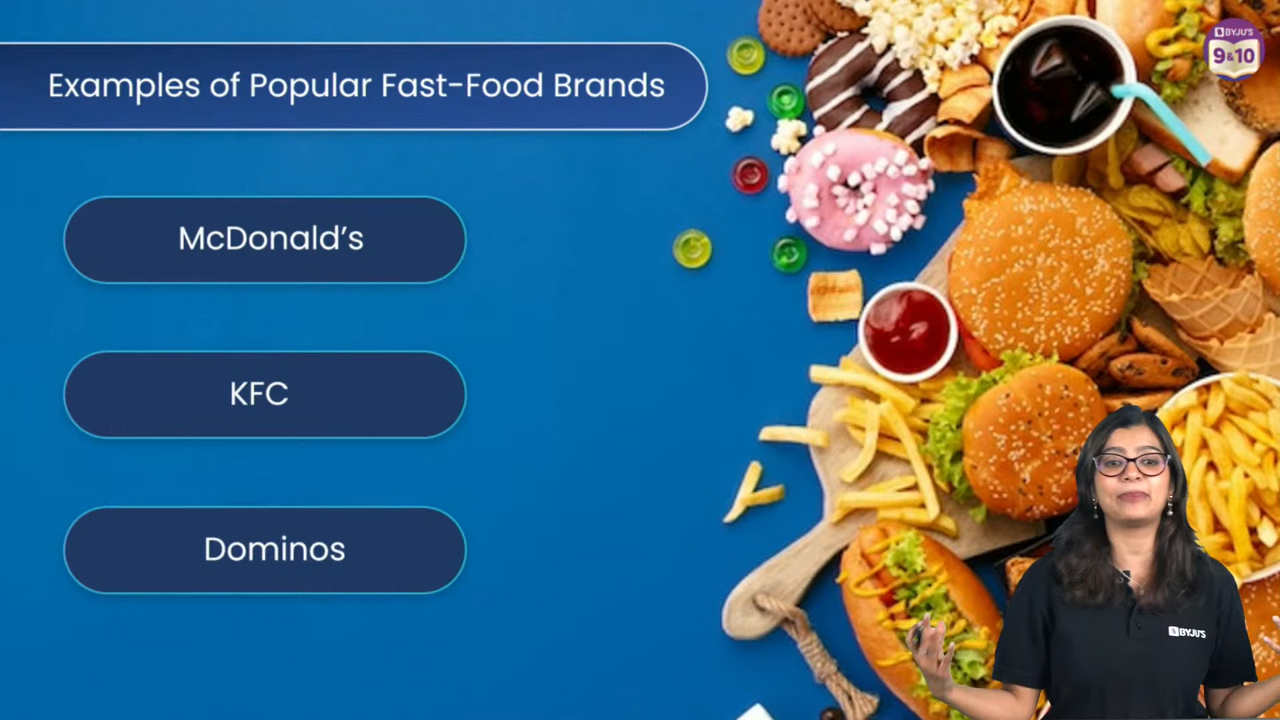 Examples of Popular Fast-Food Brands
BYJU'S
9&10
McDonald's
KFC
Dominos
BYJU'S